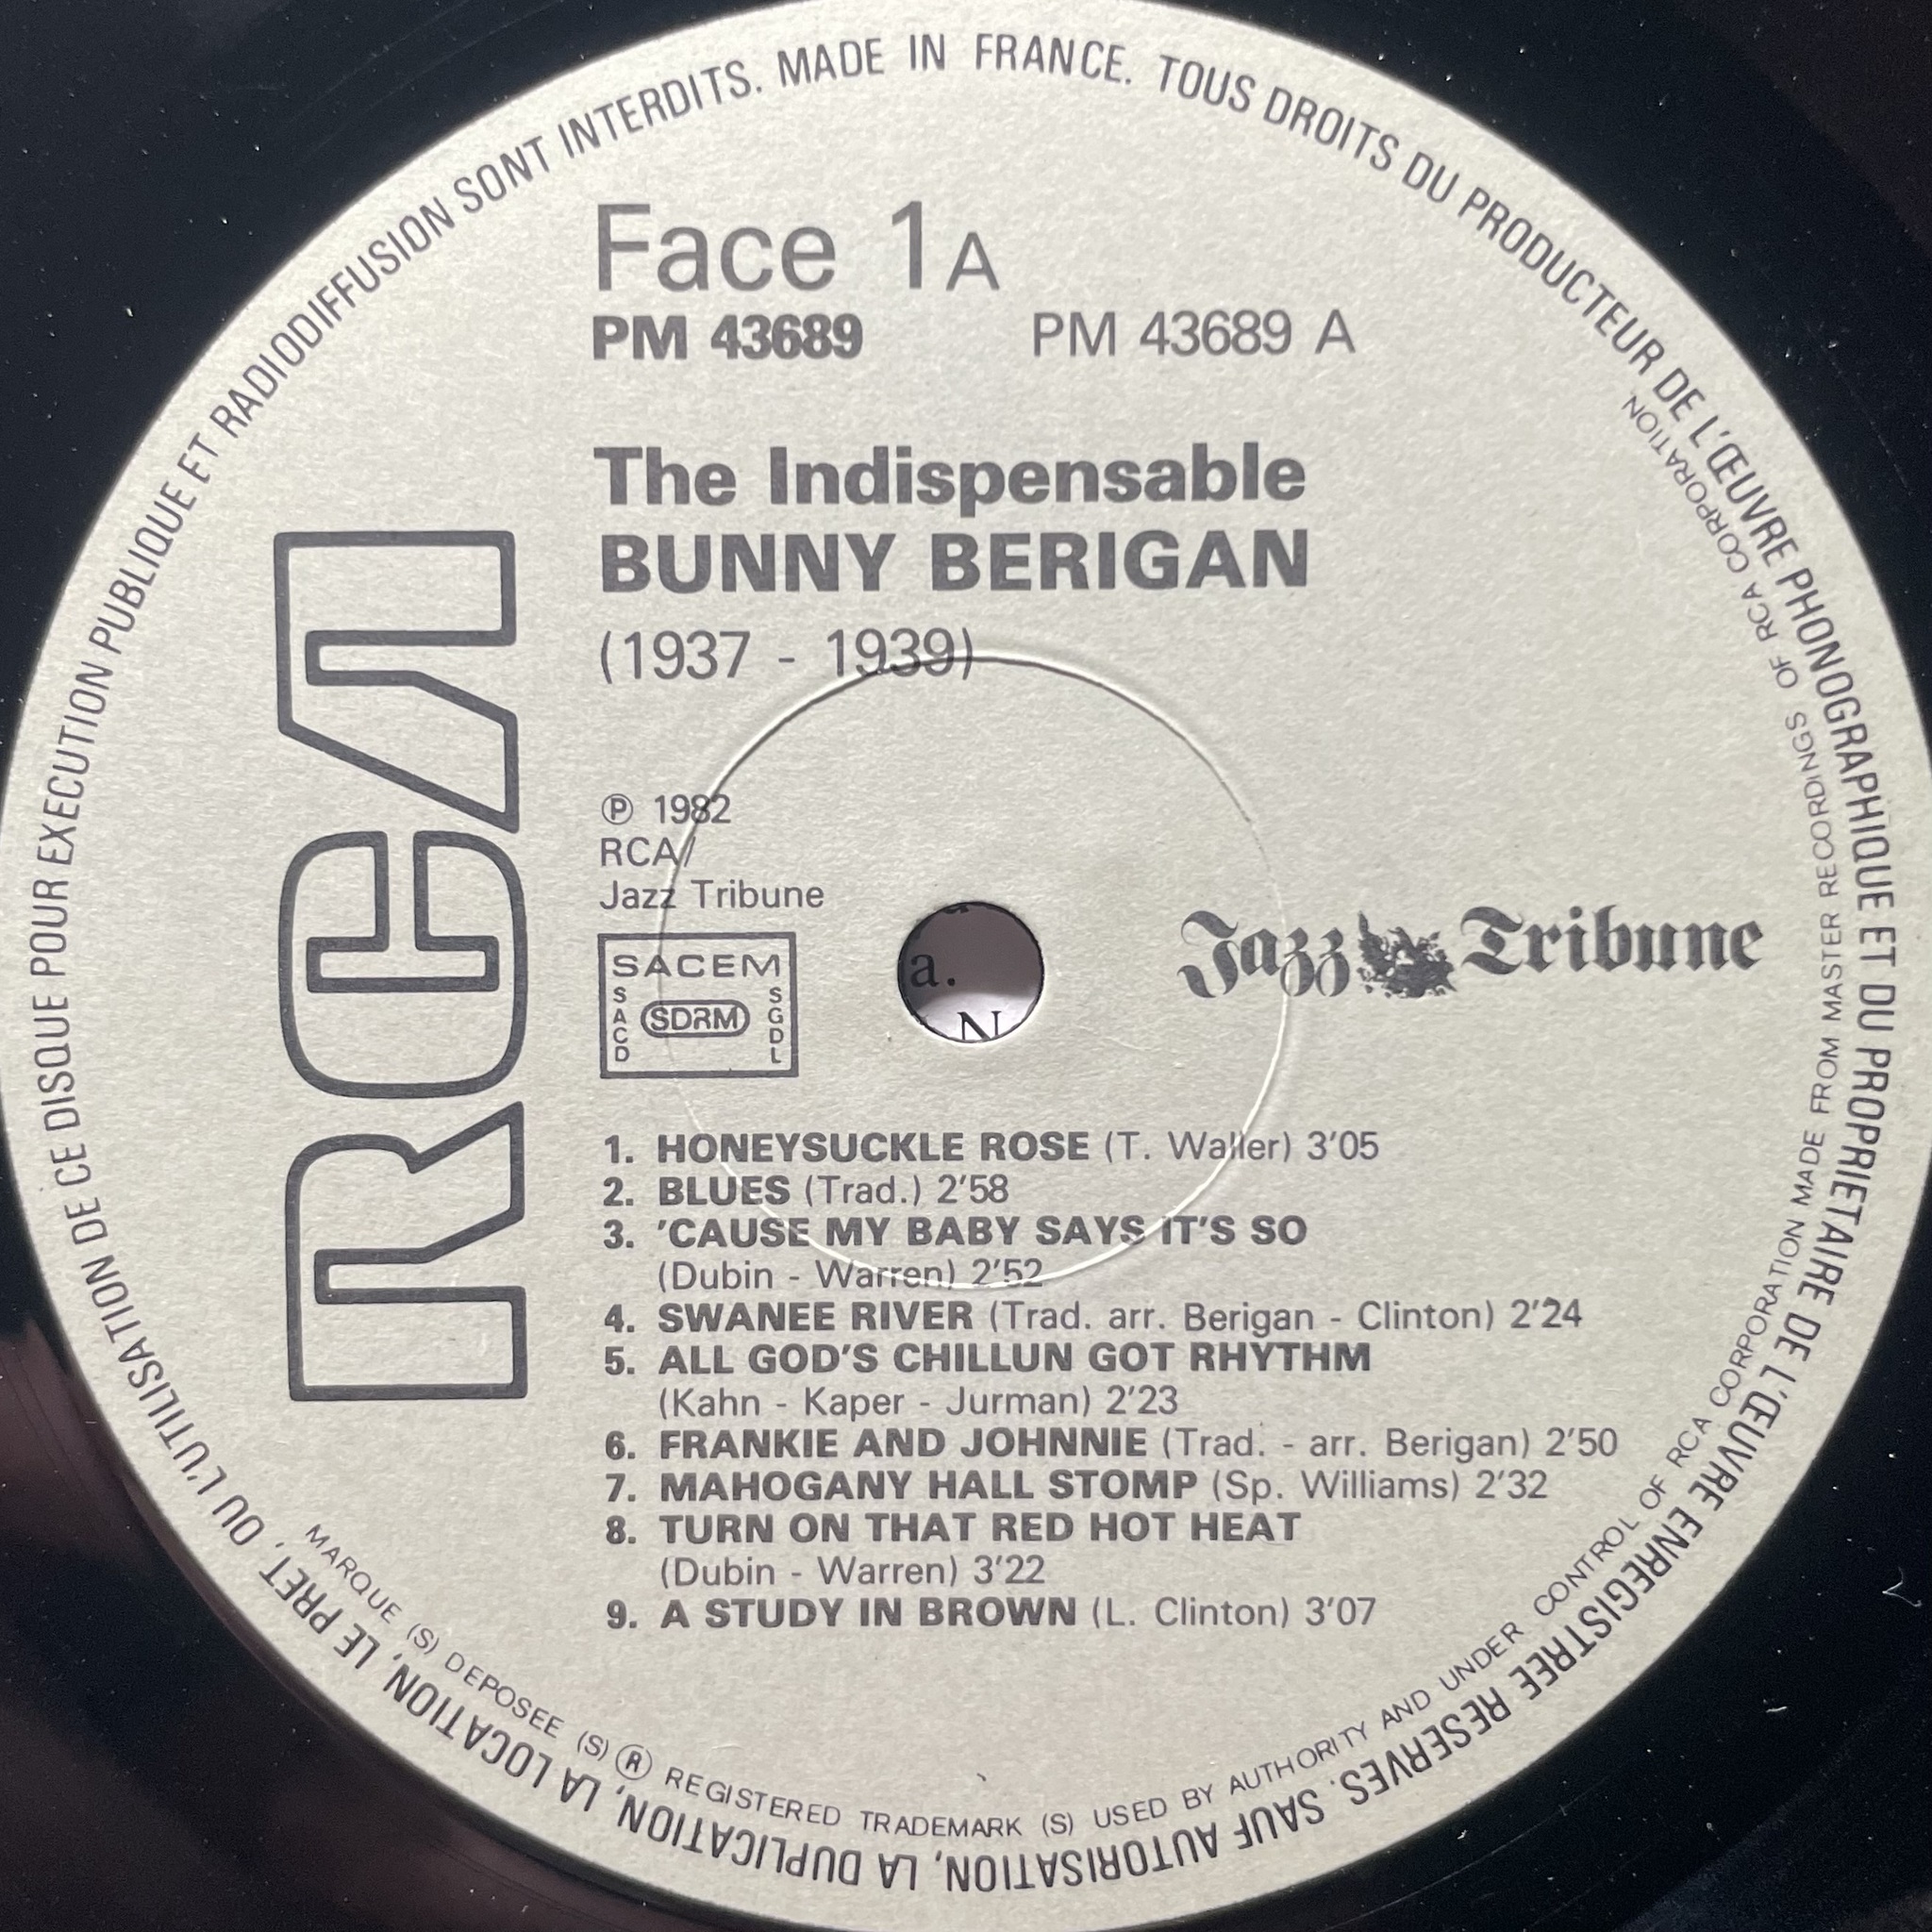 MADE IN FRANCE. TOUS DROITS DU PRODUCTEUR DE L'ŒUVRE PHONOGRAPHIQUE ET DU PROPRIETAIRE DE L'ŒUVRE ENREGISTREE RESERVES. SAUF AUTORISATION, LA DUPLICATION, LA LOCATION, LE PRET, OU L'UTILISATION DE CE DISQUE POUR EXECUTION PUBLIQUE ET RADIODIFFUSION SONT INTERDITS.
Face 1 A
PM 43689 PM 43689 A
The Indispensable
BUNNY BERIGAN
(1937 - 1939)
RCA
℗ 1982
RCA/
Jazz Tribune
SACEM
SACD
SDRM
SGDL
a.
N
Jazz Tribune
1. HONEYSUCKLE ROSE (T. Waller) 3'05
2. BLUES (Trad.) 2'58
3. 'CAUSE MY BABY SAYS IT'S SO
(Dubin - Warren) 2'52
4. SWANEE RIVER (Trad. arr. Berigan - Clinton) 2'24
5. ALL GOD'S CHILLUN GOT RHYTHM
(Kahn - Kaper - Jurman) 2'23
6. FRANKIE AND JOHNNIE (Trad. - arr. Berigan) 2'50
7. MAHOGANY HALL STOMP (Sp. Williams) 2'32
8. TURN ON THAT RED HOT HEAT
(Dubin - Warren) 3'22
9. A STUDY IN BROWN (L. Clinton) 3'07
MARQUE (S) DEPOSEE (S) ® REGISTERED TRADEMARK (S) USED BY AUTHORITY AND UNDER CONTROL OF RCA CORPORATION MADE FROM MASTER RECORDINGS OF RCA CORPORATION.